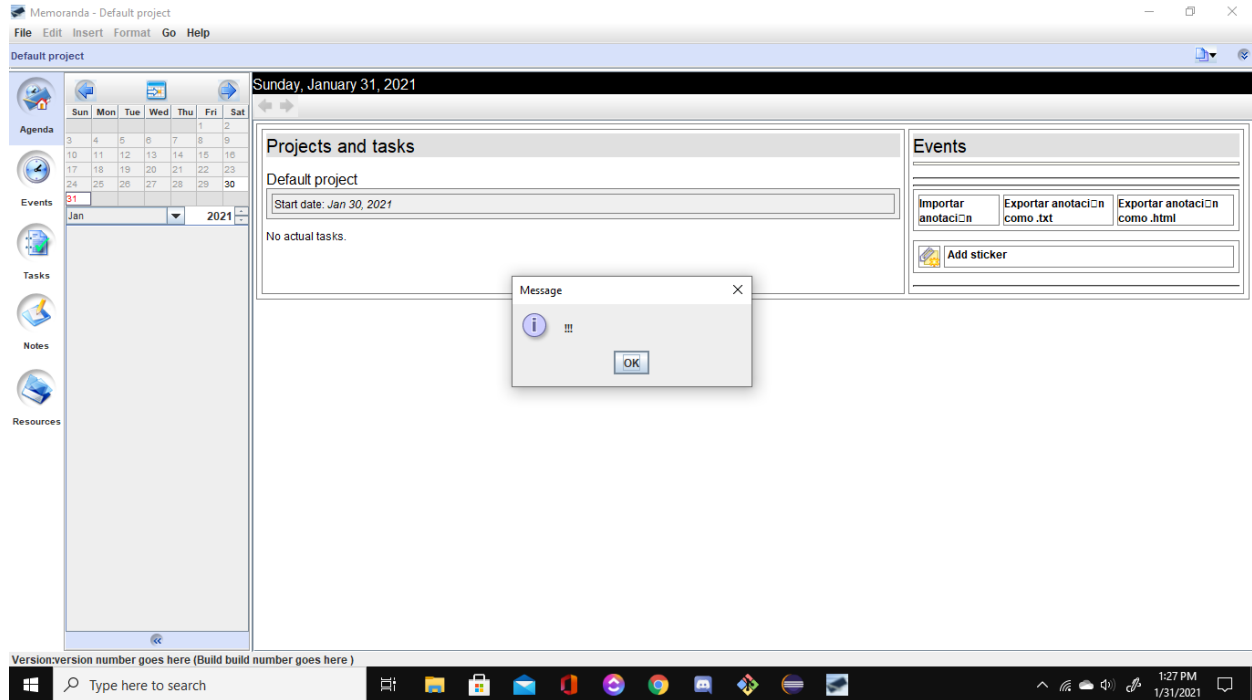 Memoranda - Default project
File Edit Insert Format Go Help
Default project
Agenda
Events
Tasks
Notes
Resources
Sun Mon Tue Wed Thu Fri Sat
1 2
3 4 5 6 7 8 9
10 11 12 13 14 15 16
17 18 19 20 21 22 23
24 25 26 27 28 29 30
31
Jan 2021
Sunday, January 31, 2021
Projects and tasks
Default project
Start date: Jan 30, 2021
No actual tasks.
Events
Importar anotaci□n
Exportar anotaci□n como .txt
Exportar anotaci□n como .html
Add sticker
Message
!!!
OK
Version:version number goes here (Build build number goes here )
Type here to search
1:27 PM
1/31/2021